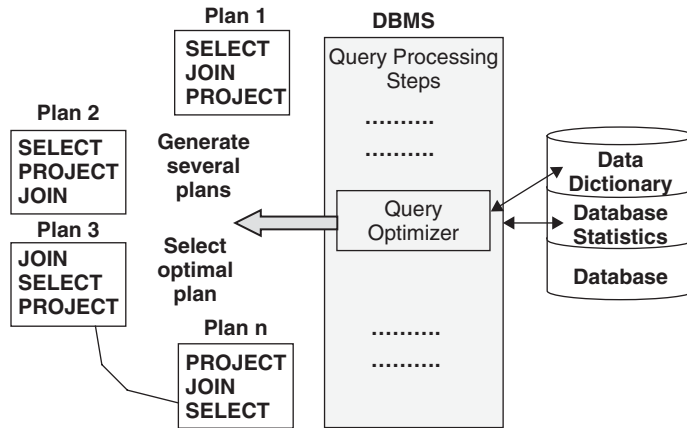 Plan 1
SELECT
JOIN
PROJECT
Plan 2
SELECT
PROJECT
JOIN
Plan 3
JOIN
SELECT
PROJECT
Generate
several
plans
Select
optimal
plan
Plan n
PROJECT
JOIN
SELECT
DBMS
Query Processing
Steps
..........
..........
Query
Optimizer
..........
..........
Data
Dictionary
Database
Statistics
Database